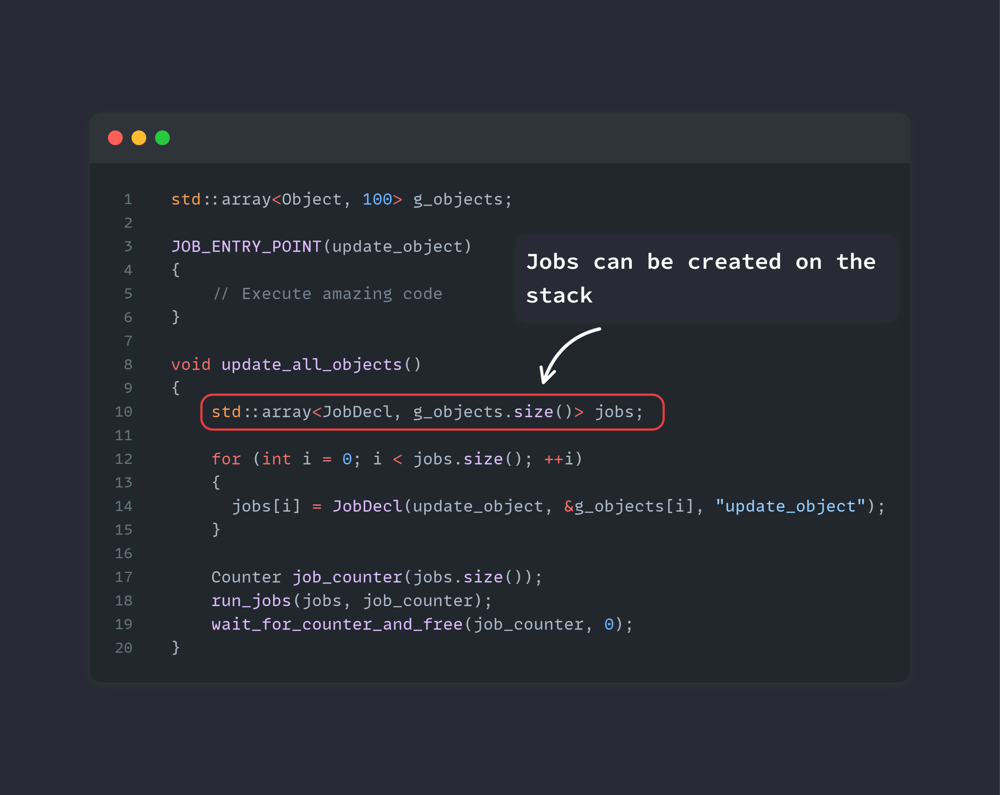 1 std::array<Object, 100> g_objects;
2
3 JOB_ENTRY_POINT(update_object)
4 {
5     // Execute amazing code
6 }
7
8 void update_all_objects()
9 {
10     std::array<JobDecl, g_objects.size()> jobs;
11
12     for (int i = 0; i < jobs.size(); ++i)
13     {
14       jobs[i] = JobDecl(update_object, &g_objects[i], "update_object");
15     }
16
17     Counter job_counter(jobs.size());
18     run_jobs(jobs, job_counter);
19     wait_for_counter_and_free(job_counter, 0);
20 }
Jobs can be created on the
stack